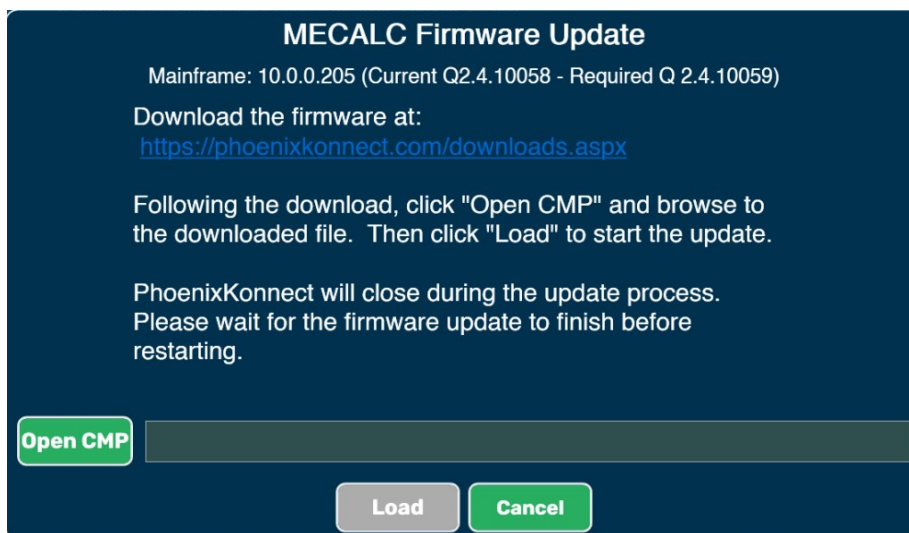 MECALC Firmware Update
Mainframe: 10.0.0.205 (Current Q2.4.10058 - Required Q 2.4.10059)
Download the firmware at:
https://phoenixkonnect.com/downloads.aspx
Following the download, click "Open CMP" and browse to
the downloaded file.  Then click "Load" to start the update.
PhoenixKonnect will close during the update process.
Please wait for the firmware update to finish before
restarting.
Open CMP
Load
Cancel